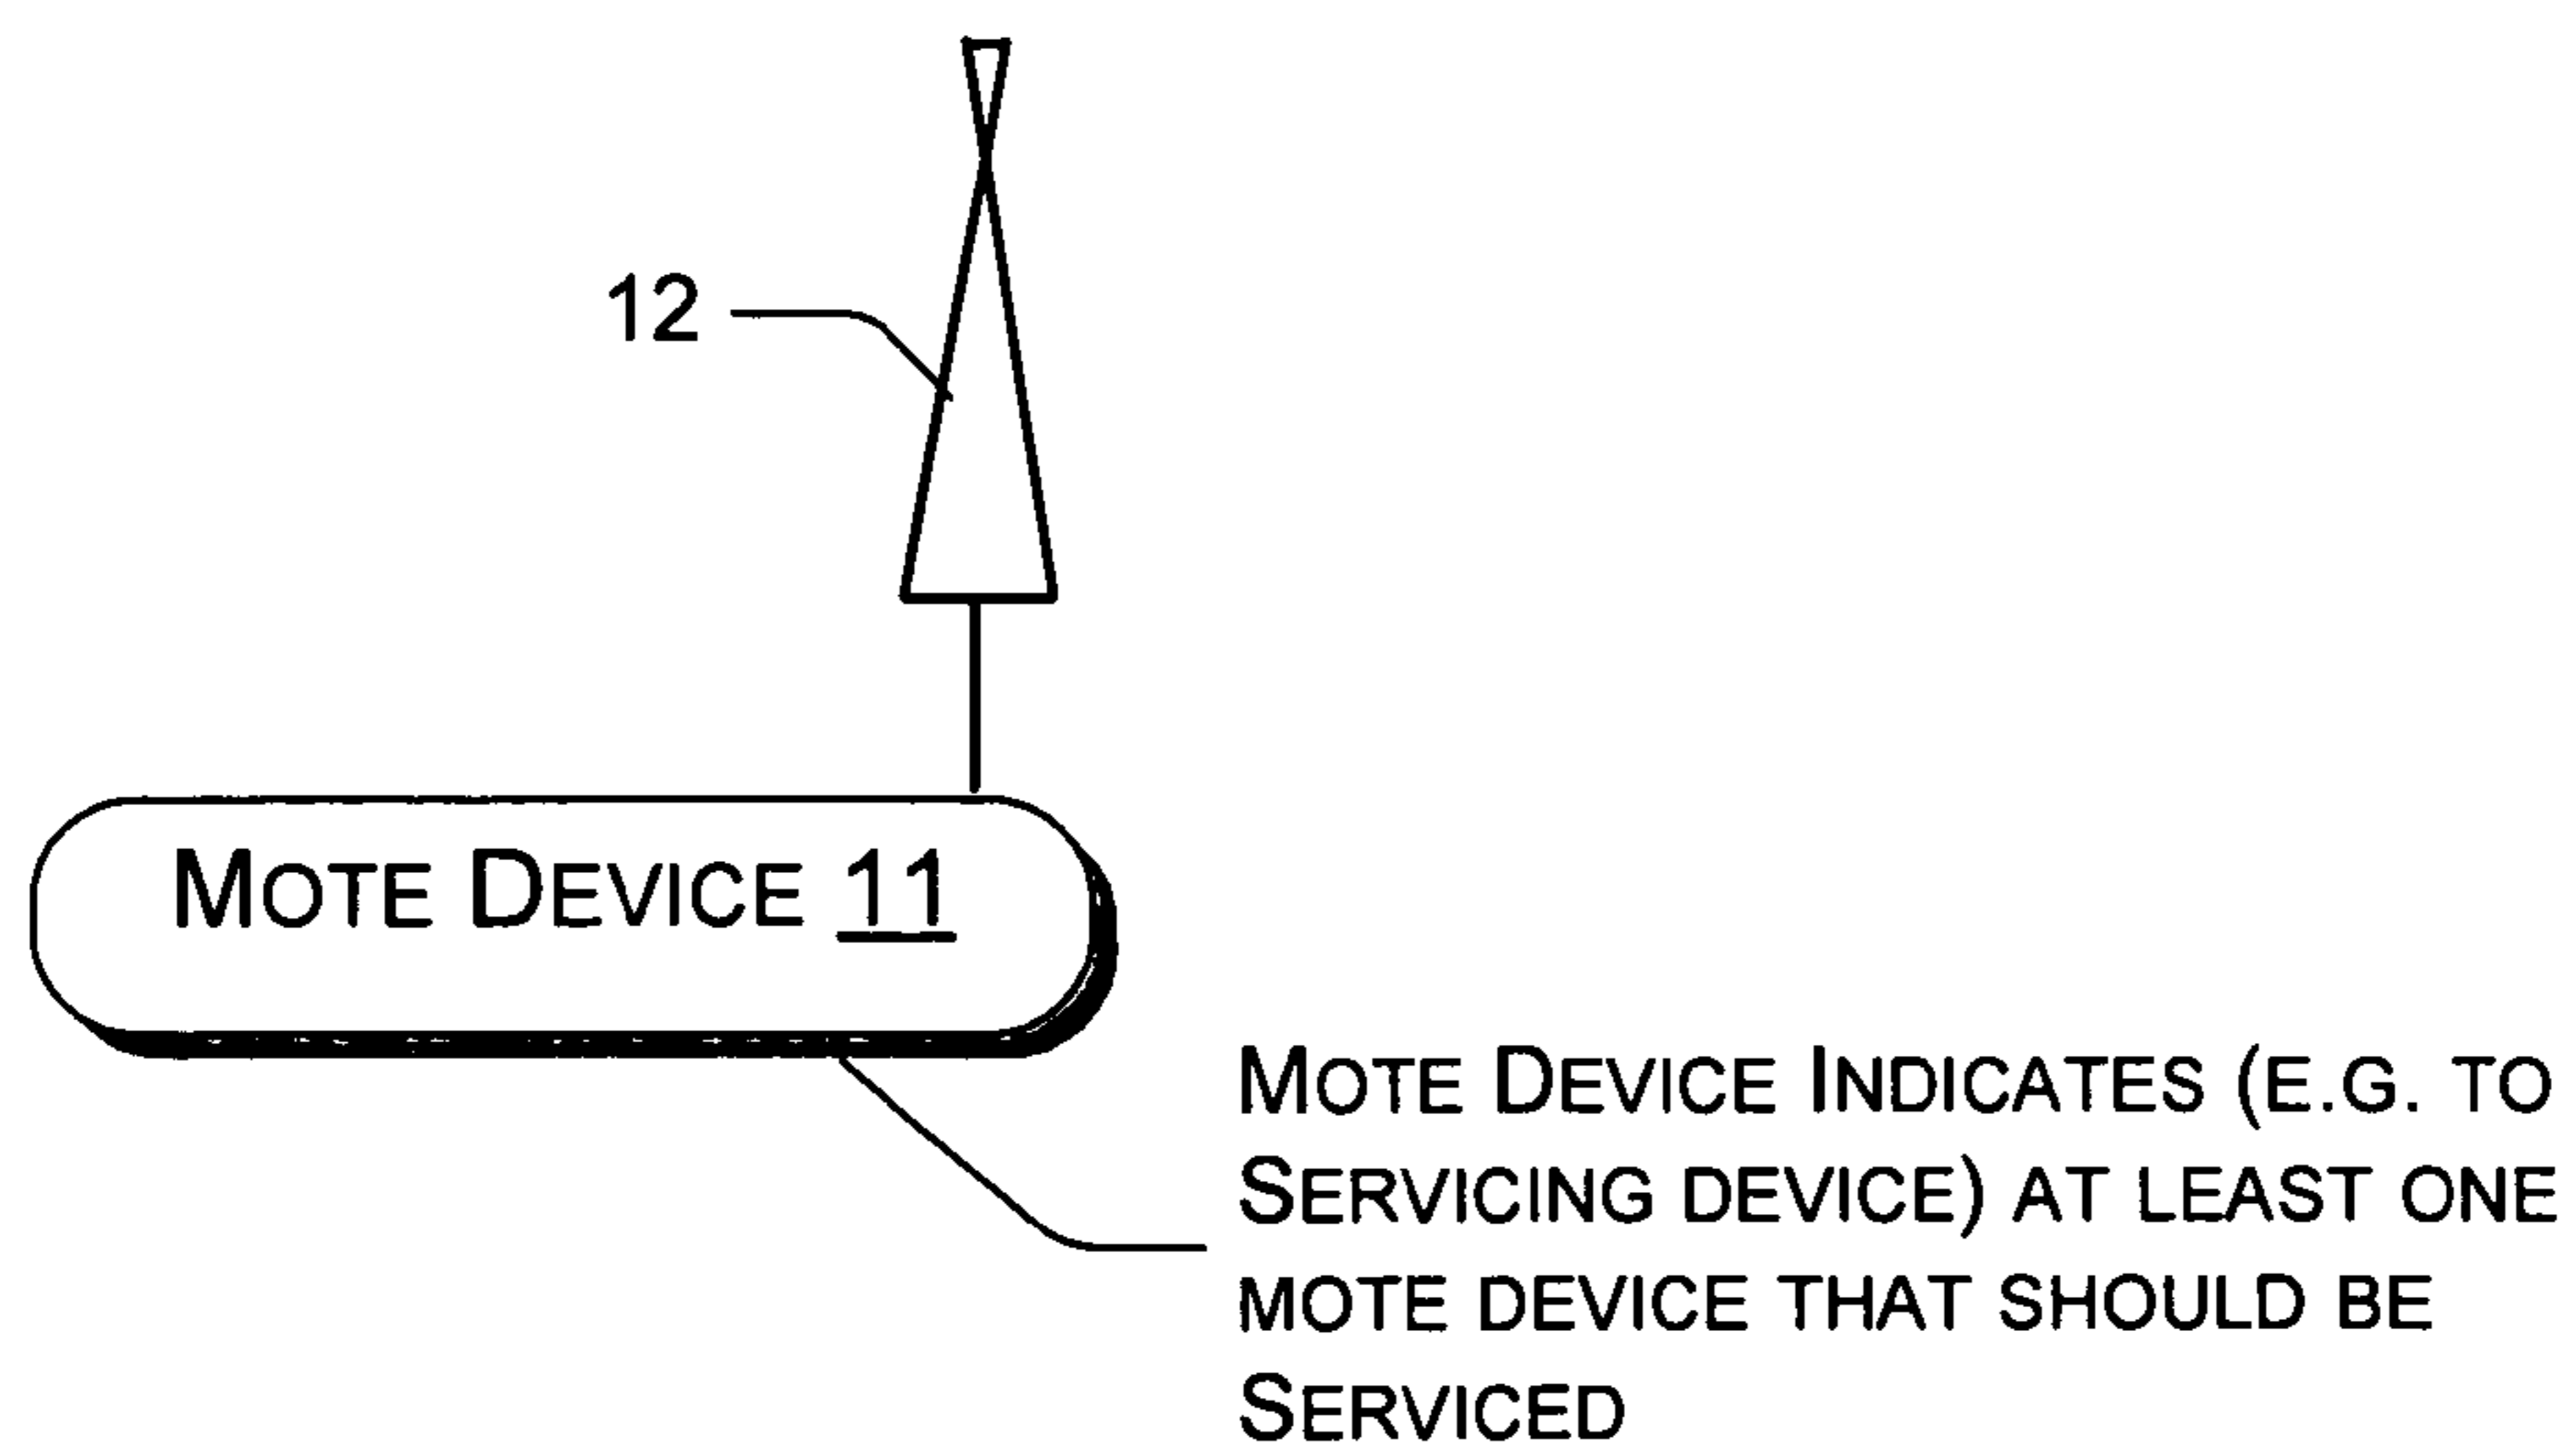 12
MOTE DEVICE 11
MOTE DEVICE INDICATES (E.G. TO
SERVICING DEVICE) AT LEAST ONE
MOTE DEVICE THAT SHOULD BE
SERVICED